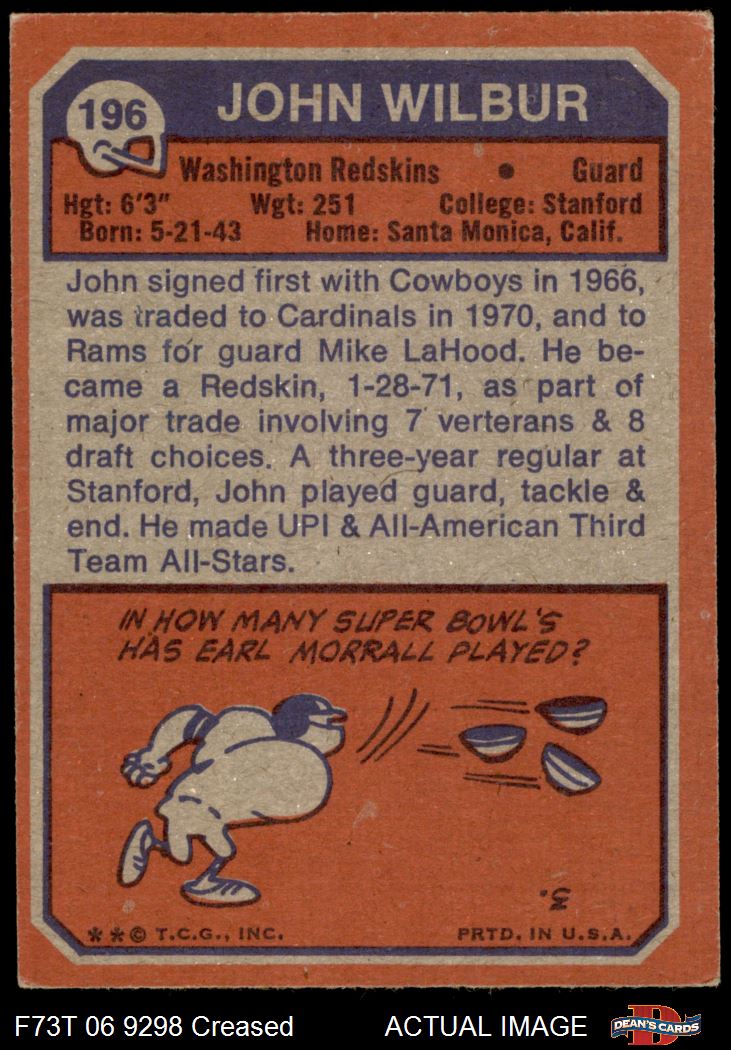 196
JOHN WILBUR
Washington Redskins • Guard
Hgt: 6'3" Wgt: 251 College: Stanford
Born: 5-21-43 Home: Santa Monica, Calif.
John signed first with Cowboys in 1966,
was traded to Cardinals in 1970, and to
Rams for guard Mike LaHood. He be-
came a Redskin, 1-28-71, as part of
major trade involving 7 verterans & 8
draft choices. A three-year regular at
Stanford, John played guard, tackle &
end. He made UPI & All-American Third
Team All-Stars.
IN HOW MANY SUPER BOWL'S
HAS EARL MORRALL PLAYED?
3.
**© T.C.G., INC. PRTD. IN U.S.A.
F73T 06 9298 Creased ACTUAL IMAGE
D
DEAN'S CARDS